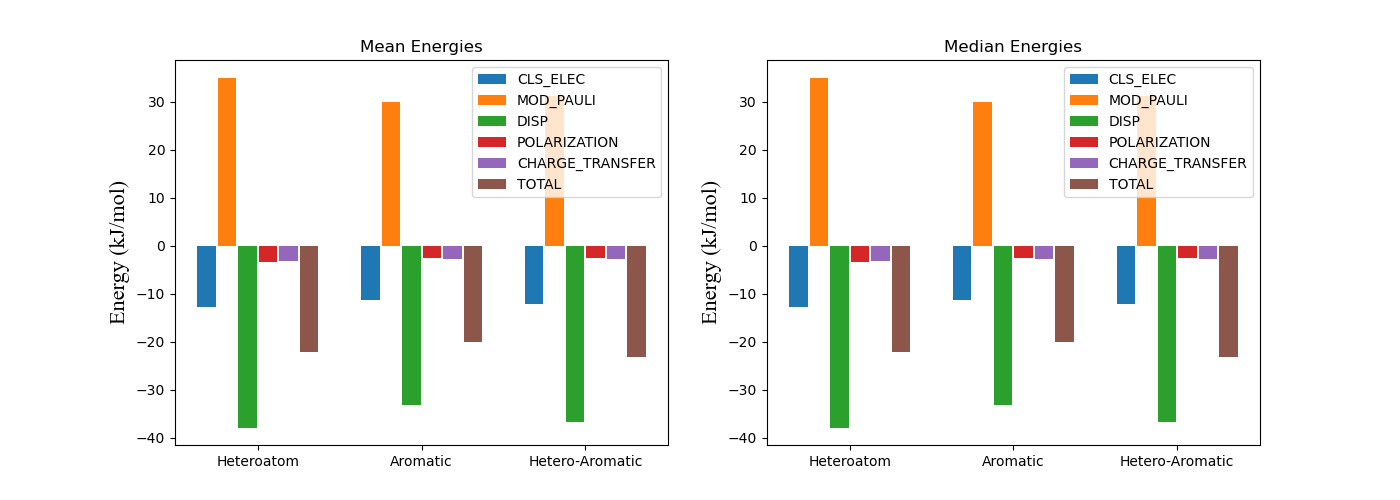 Mean Energies
CLS_ELEC
MOD_PAULI
DISP
POLARIZATION
CHARGE_TRANSFER
TOTAL
Energy (kJ/mol)
30
20
10
0
−10
−20
−30
−40
Heteroatom
Aromatic
Hetero-Aromatic
Median Energies
CLS_ELEC
MOD_PAULI
DISP
POLARIZATION
CHARGE_TRANSFER
TOTAL
Energy (kJ/mol)
30
20
10
0
−10
−20
−30
−40
Heteroatom
Aromatic
Hetero-Aromatic